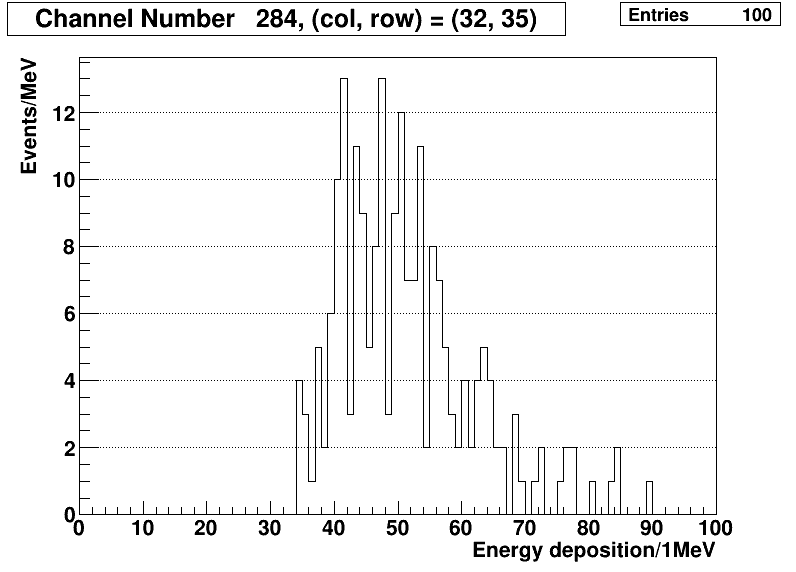 Channel Number 284, (col, row) = (32, 35)
Entries 100
Events/MeV
12
10
8
6
4
2
0
0 10 20 30 40 50 60 70 80 90 100
Energy deposition/1MeV